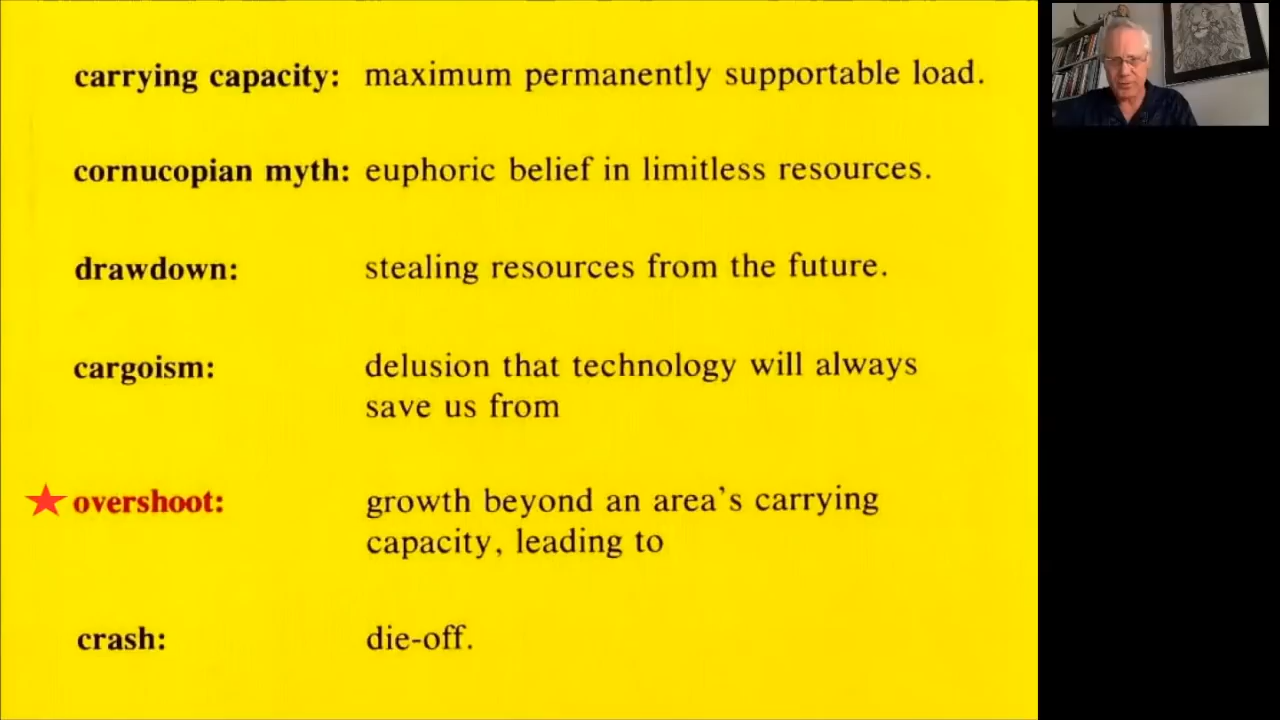 carrying capacity: maximum permanently supportable load.
cornucopian myth: euphoric belief in limitless resources.
drawdown: stealing resources from the future.
cargoism: delusion that technology will always
save us from
overshoot: growth beyond an area's carrying
capacity, leading to
crash: die-off.